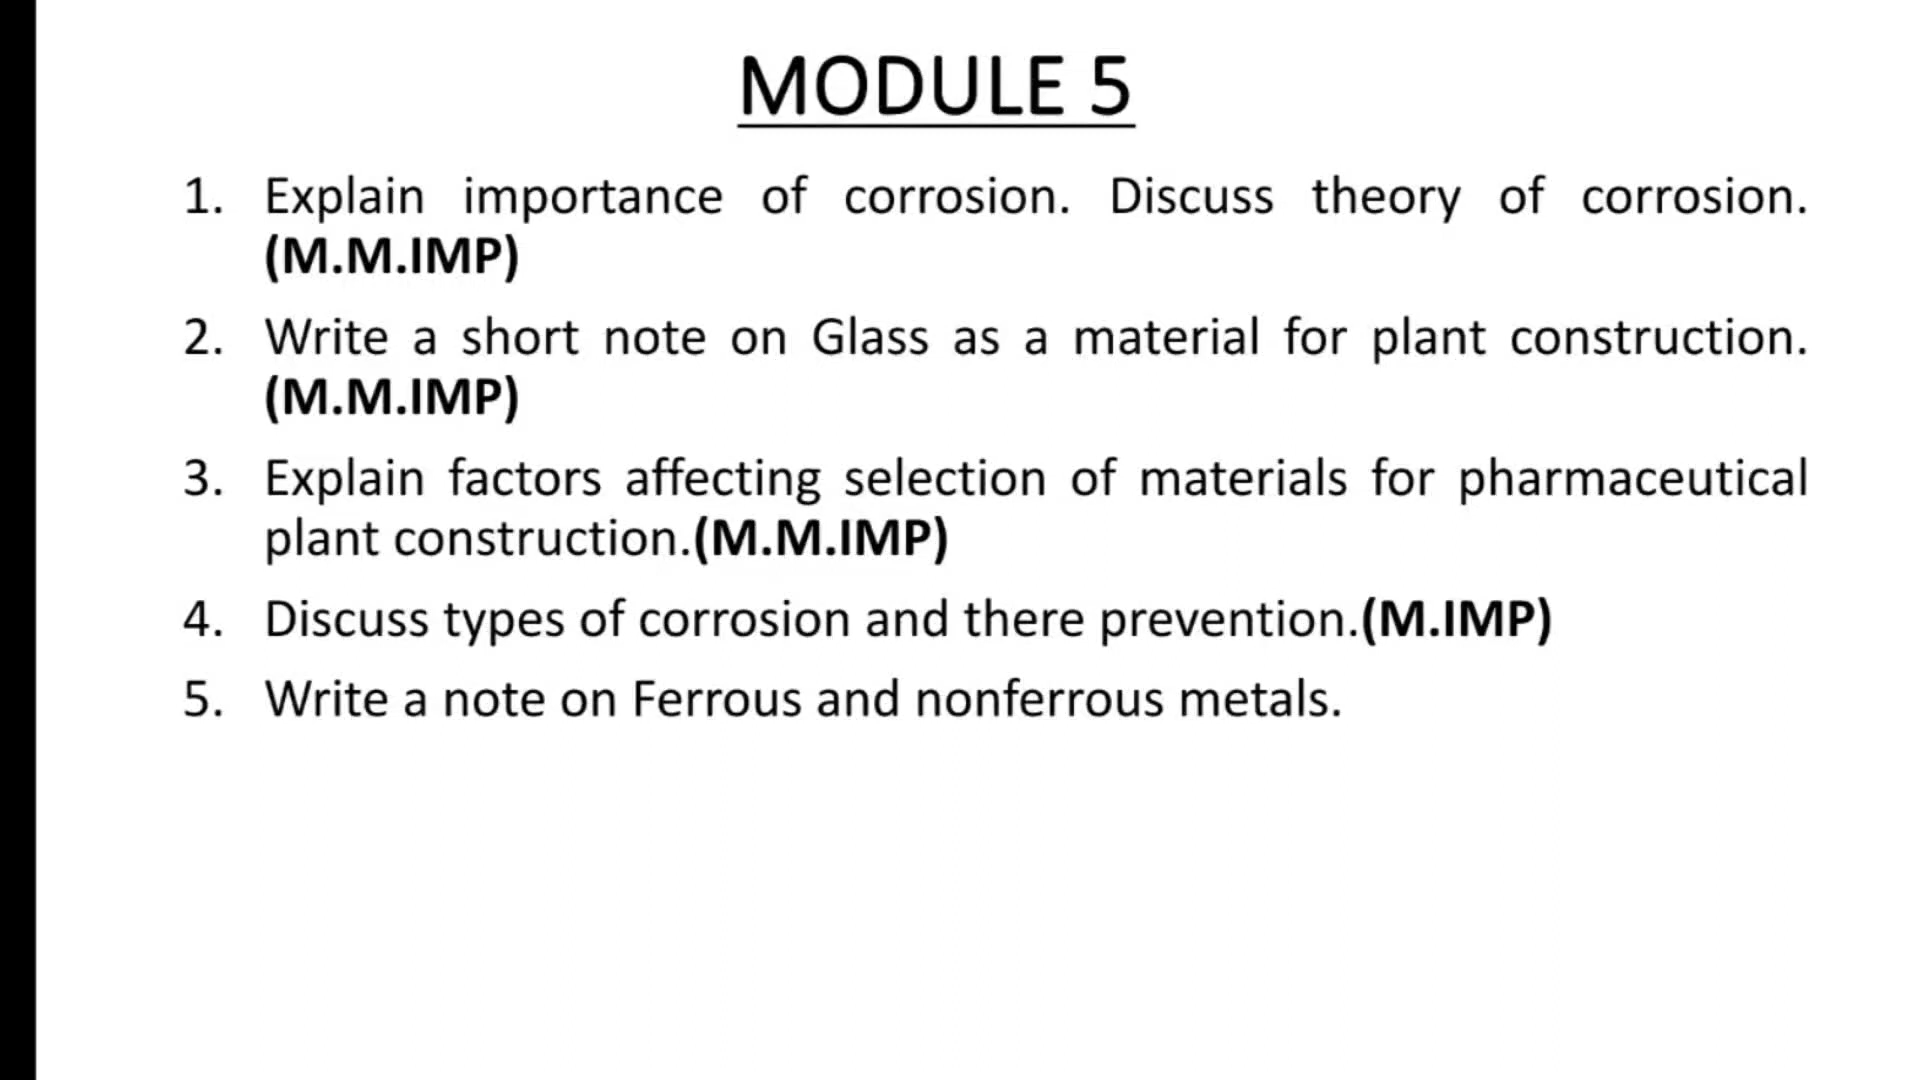 MODULE 5
1. Explain importance of corrosion. Discuss theory of corrosion.
(M.M.IMP)
2. Write a short note on Glass as a material for plant construction.
(M.M.IMP)
3. Explain factors affecting selection of materials for pharmaceutical
plant construction.(M.M.IMP)
4. Discuss types of corrosion and there prevention.(M.IMP)
5. Write a note on Ferrous and nonferrous metals.